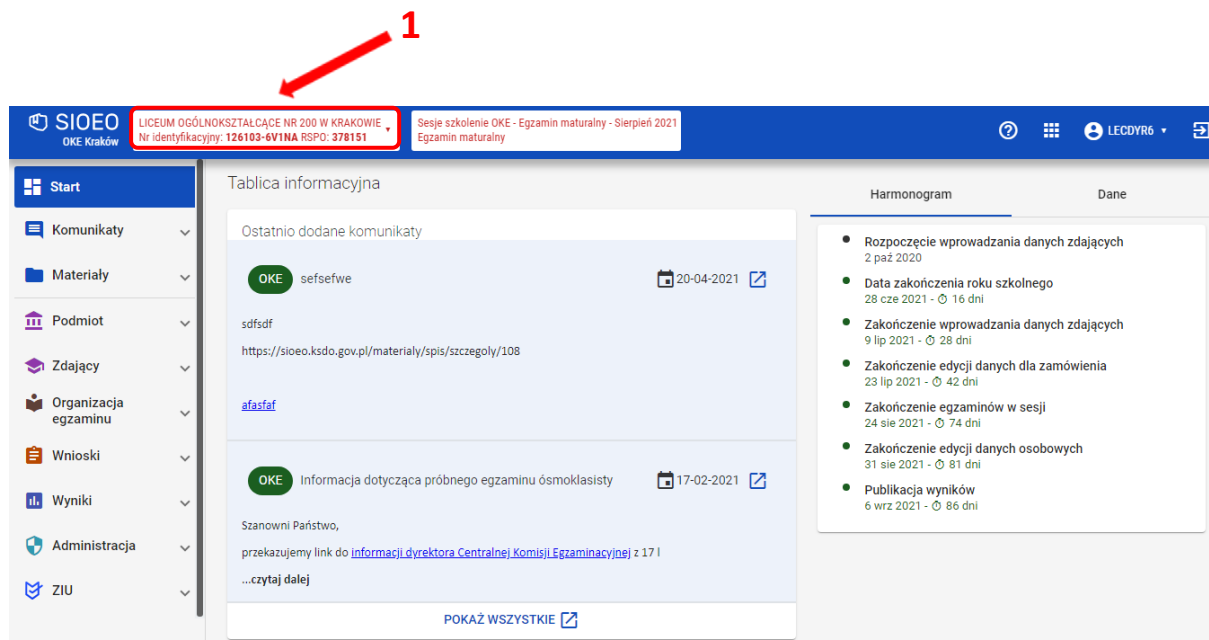 1
SIOEO
OKE Kraków
LICEUM OGÓLNOKSZTAŁCĄCE NR 200 W KRAKOWIE
Nr identyfikacyjny: 126103-6V1NA RSPO: 378151
Sesje szkolenie OKE - Egzamin maturalny - Sierpień 2021
Egzamin maturalny
LECDYR6
Start
Komunikaty
Materiały
Podmiot
Zdający
Organizacja
egzaminu
Wnioski
Wyniki
Administracja
ZIU
Tablica informacyjna
Ostatnio dodane komunikaty
OKE sefsefwe 20-04-2021
sdfsdf
https://sioeo.ksdo.gov.pl/materialy/spis/szczegoly/108
afasfaf
OKE Informacja dotycząca próbnego egzaminu ósmoklasisty 17-02-2021
Szanowni Państwo,
przekazujemy link do informacji dyrektora Centralnej Komisji Egzaminacyjnej z 17 l
...czytaj dalej
POKAŻ WSZYSTKIE
Harmonogram Dane
Rozpoczęcie wprowadzania danych zdających
2 paź 2020
Data zakończenia roku szkolnego
28 cze 2021 - 16 dni
Zakończenie wprowadzania danych zdających
9 lip 2021 - 28 dni
Zakończenie edycji danych dla zamówienia
23 lip 2021 - 42 dni
Zakończenie egzaminów w sesji
24 sie 2021 - 74 dni
Zakończenie edycji danych osobowych
31 sie 2021 - 81 dni
Publikacja wyników
6 wrz 2021 - 86 dni